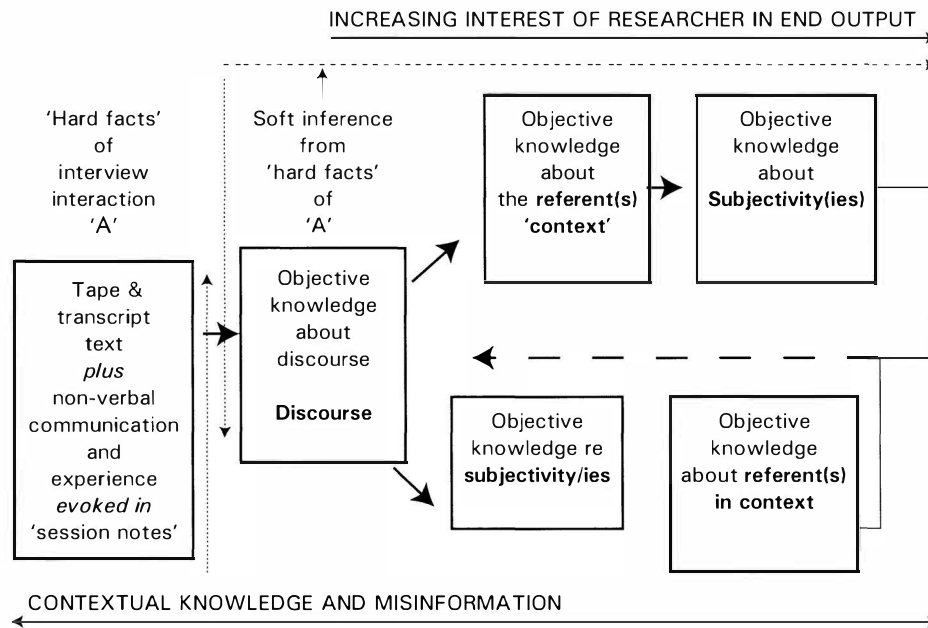 INCREASING INTEREST OF RESEARCHER IN END OUTPUT
'Hard facts'
of
interview
interaction
'A'
Soft inference
from
'hard facts'
of
'A'
Objective
knowledge
about
the referent(s)
'context'
Objective
knowledge
about
Subjectivity(ies)
Tape &
transcript
text
plus
non-verbal
communication
and
experience
evoked in
'session notes'
Objective
knowledge
about
discourse
Discourse
Objective
knowledge re
subjectivity/ies
Objective
knowledge
about referent(s)
in context
CONTEXTUAL KNOWLEDGE AND MISINFORMATION